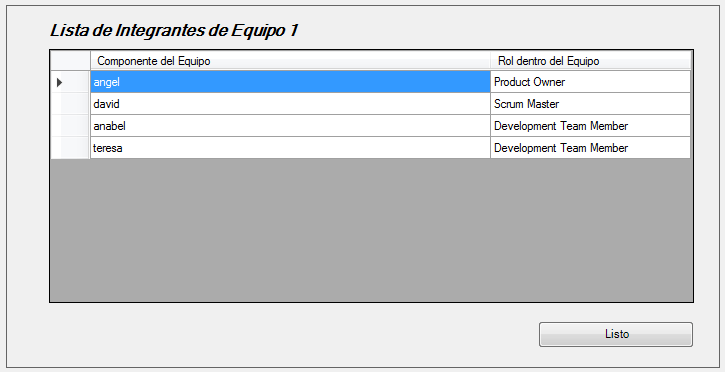 Lista de Integrantes de Equipo 1
Componente del Equipo Rol dentro del Equipo
angel Product Owner
david Scrum Master
anabel Development Team Member
teresa Development Team Member
Listo